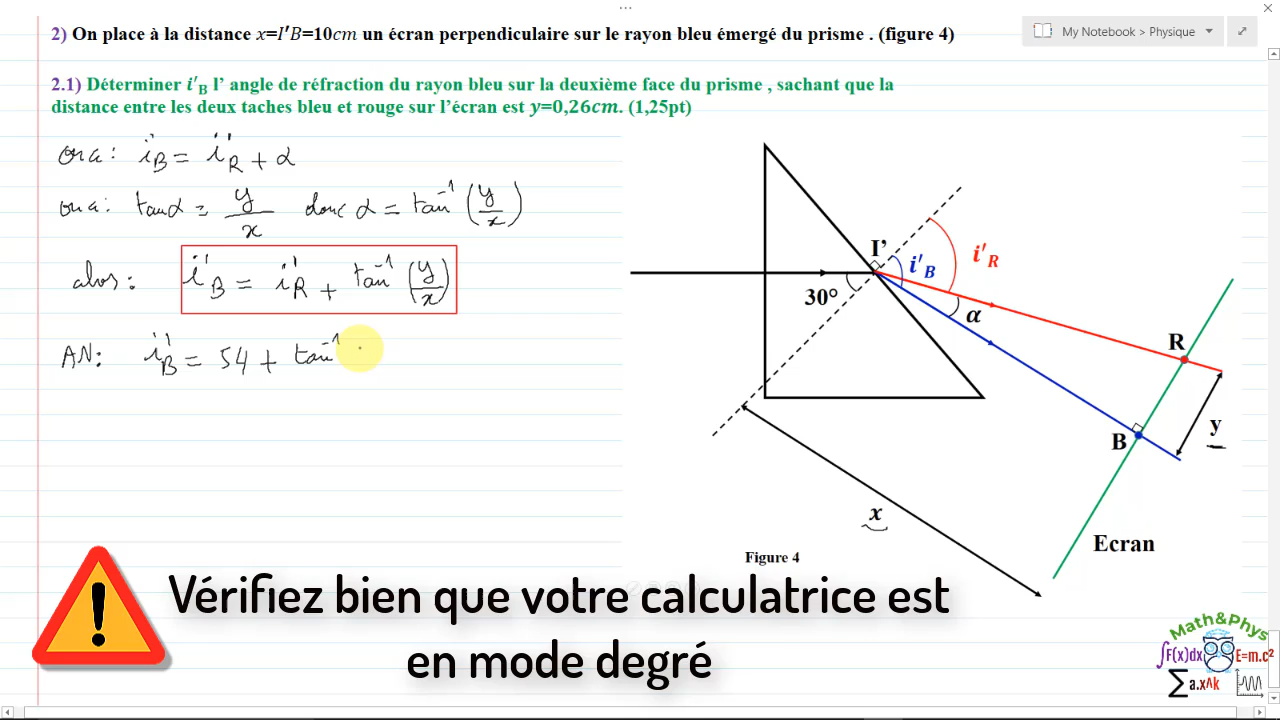 My Notebook > Physique
2) On place à la distance x=I'B=10cm un écran perpendiculaire sur le rayon bleu émergé du prisme . (figure 4)
2.1) Déterminer i'B l' angle de réfraction du rayon bleu sur la deuxième face du prisme , sachant que la
distance entre les deux taches bleu et rouge sur l'écran est y=0,26cm. (1,25pt)
on a: i'B = i'R + α
on a: tanα = y/x donc α = tan⁻¹(y/x)
alors: i'B = i'R + tan⁻¹(y/x)
AN: i'B = 54 + tan⁻¹
I'
i'B
i'R
30°
α
R
B
y
x
Ecran
Figure 4
Vérifiez bien que votre calculatrice est
en mode degré
Math&Phys
∫F(x)dx E=m.c²
∑ a.x^k